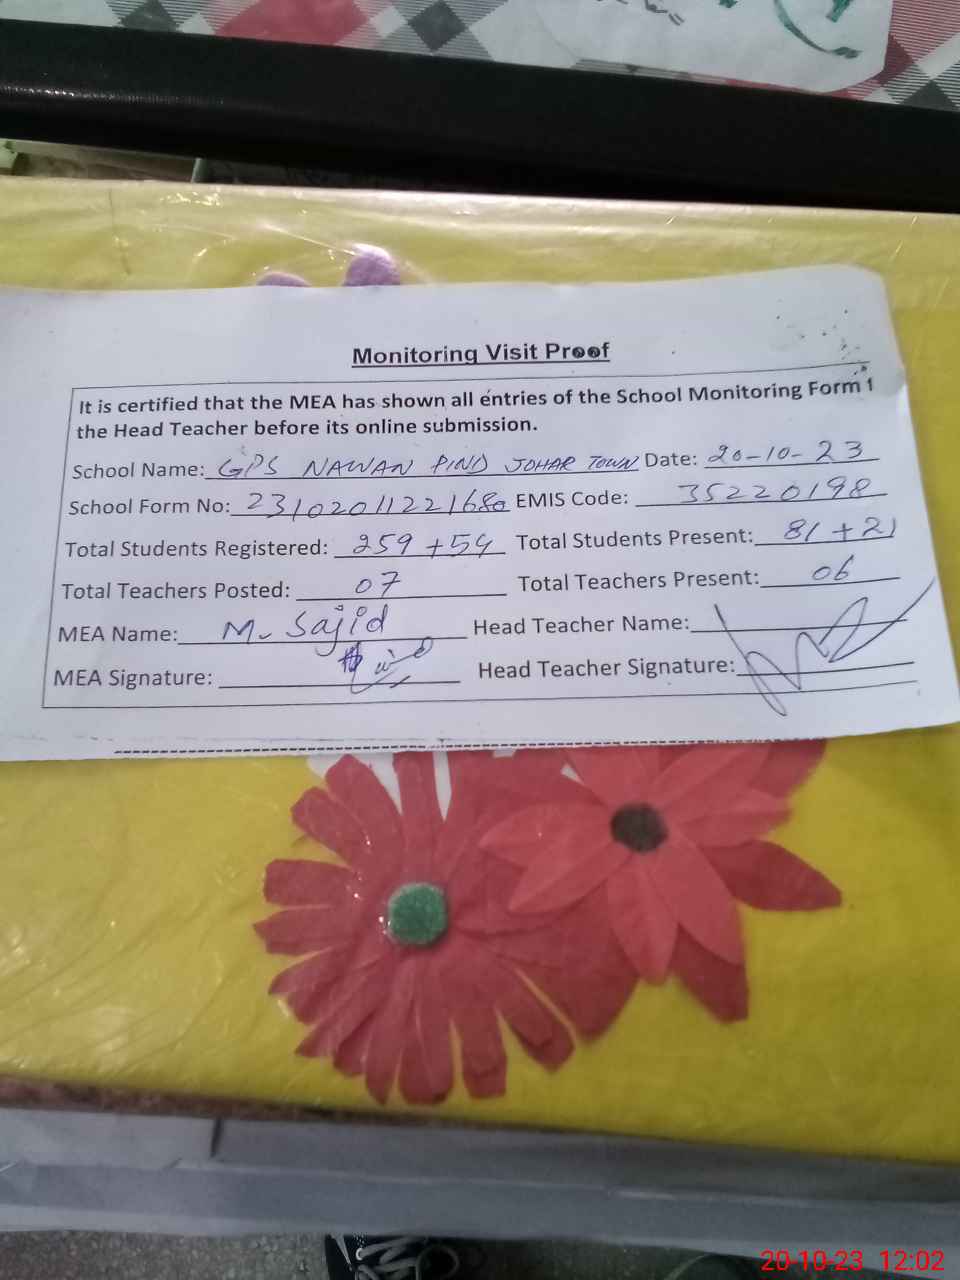 Monitoring Visit Proof
It is certified that the MEA has shown all entries of the School Monitoring Form 1
the Head Teacher before its online submission.
School Name: GPS NAWAN PIND JOHAR TOWN Date: 20-10-23
School Form No: 2310201122168 EMIS Code: 35220198
Total Students Registered: 259 + 54 Total Students Present: 81 + 21
Total Teachers Posted: 07 Total Teachers Present: 06
MEA Name: M. Sajid Head Teacher Name:
MEA Signature: Head Teacher Signature:
20-10-23 12:02